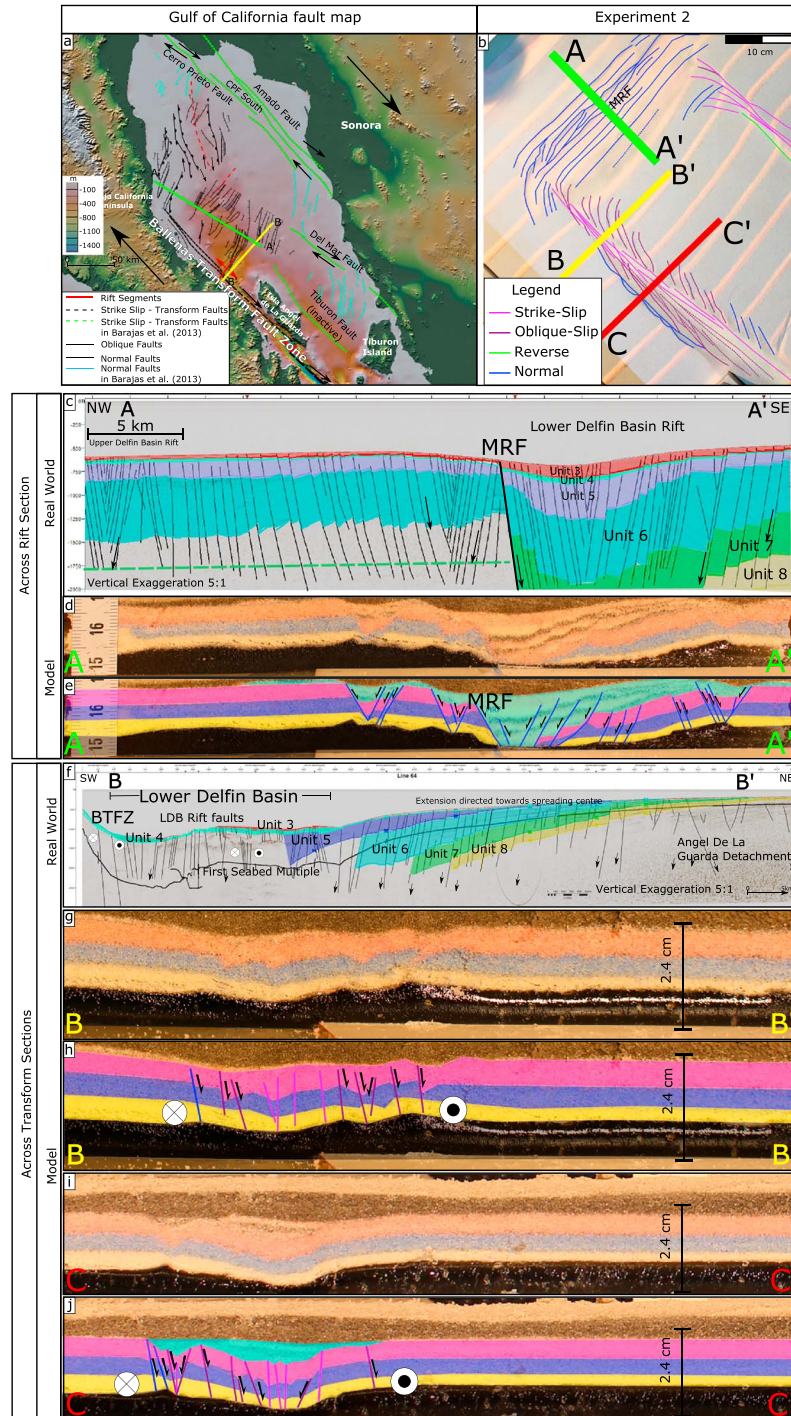 Gulf of California fault map
Experiment 2
a
Cerro Prieto Fault
CPF South
Amado Fault
Sonora
m
-100
-400
-800
-1100
-1400
Peninsula
0
50 km
A
B
A'
B'
Ballenas Transform Fault Zone
Del Mar Fault
Isla Angel
de La Guarda
Tiburon Fault
(inactive)
Tiburon
Island
Rift Segments
Strike Slip - Transform Faults
Strike Slip - Transform Faults
in Barajas et al. (2013)
Oblique Faults
Normal Faults
Normal Faults
in Barajas et al. (2013)
b
10 cm
A
MRF
A'
B'
B
C'
C
Legend
Strike-Slip
Oblique-Slip
Reverse
Normal
Across Rift Section
Real World
c
NW
A
5 km
Upper Delfin Basin Rift
MRF
Lower Delfin Basin Rift
A'
SE
Unit 3
Unit 4
Unit 5
Unit 6
Unit 7
Unit 8
Vertical Exaggeration 5:1
Model
d
16
15
A
A'
e
16
15
MRF
A
A'
Across Transform Sections
Real World
f
SW
B
Line 64
B'
NE
Lower Delfin Basin
BTFZ
LDB Rift faults
Unit 3
Unit 4
Unit 5
Unit 6
Unit 7
Unit 8
Extension directed towards spreading centre
First Seabed Multiple
Angel De La
Guarda Detachment
Vertical Exaggeration 5:1
Model
g
2.4 cm
B
B
h
2.4 cm
B
B
i
2.4 cm
C
C
j
2.4 cm
C
C